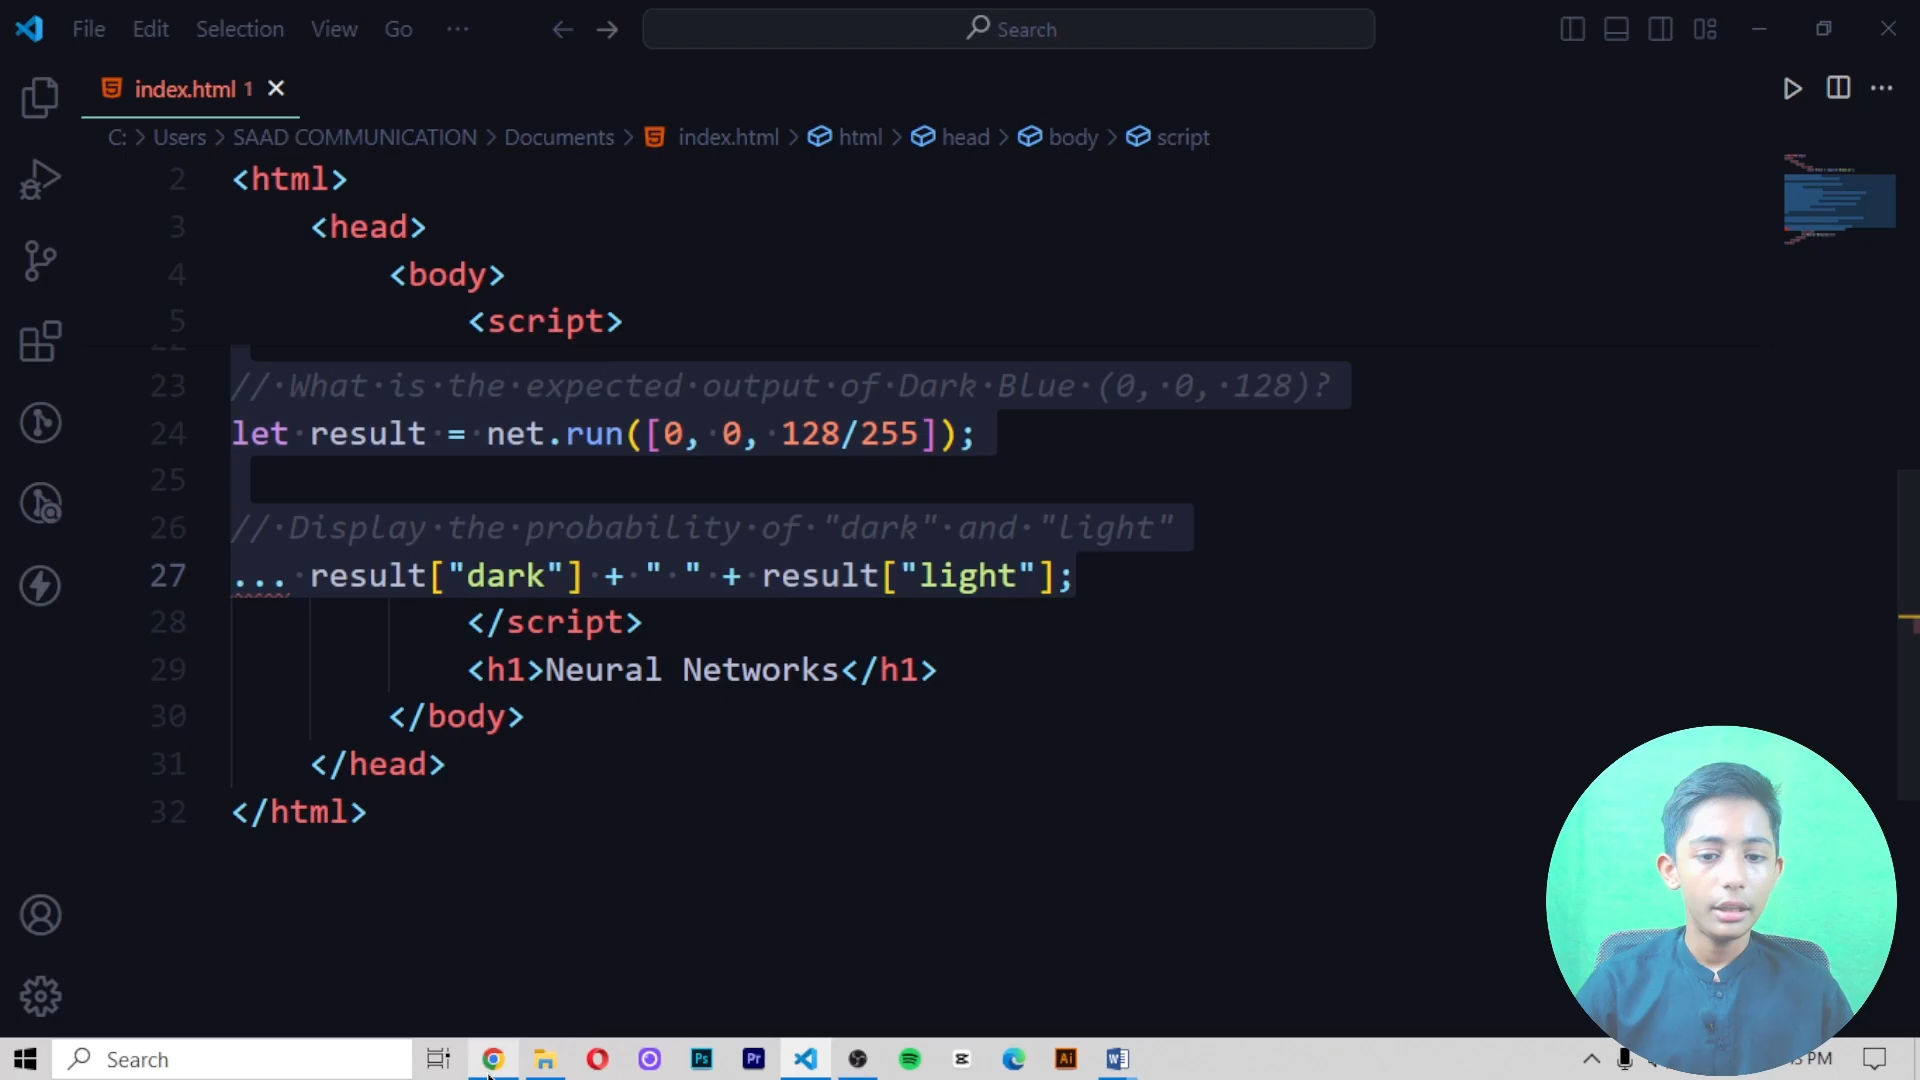 File Edit Selection View Go ... Search
index.html 1
C: > Users > SAAD COMMUNICATION > Documents > index.html > html > head > body > script
2 <html>
3 <head>
4 <body>
5 <script>
23 // What is the expected output of Dark Blue (0, 0, 128)?
24 let result = net.run([0, 0, 128/255]);
25
26 // Display the probability of "dark" and "light"
27 ... result["dark"] + " " + result["light"];
28 </script>
29 <h1>Neural Networks</h1>
30 </body>
31 </head>
32 </html>
Search Ps Pr Ai PM